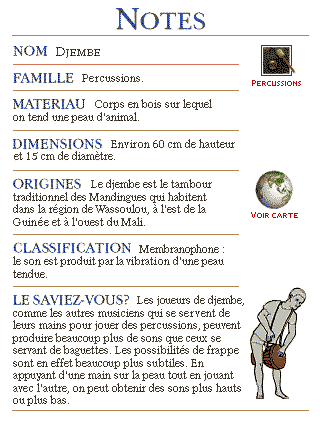 NOTES
NOM DJEMBE
FAMILLE Percussions.
PERCUSSIONS
MATERIAU Corps en bois sur lequel
on tend une peau d'animal.
DIMENSIONS Environ 60 cm de hauteur
et 15 cm de diamètre.
ORIGINES Le djembe est le tambour
traditionnel des Mandingues qui habitent
dans la région de Wassoulou, à l'est de la
Guinée et à l'ouest du Mali.
VOIR CARTE
CLASSIFICATION Membranophone :
le son est produit par la vibration d'une peau
tendue.
LE SAVIEZ-VOUS? Les joueurs de djembe,
comme les autres musiciens qui se servent de
leurs mains pour jouer des percussions, peuvent
produire beaucoup plus de sons que ceux se
servant de baguettes. Les possibilités de frappe
sont en effet beaucoup plus subtiles. En
appuyant d'une main sur la peau tout en jouant
avec l'autre, on peut obtenir des sons plus hauts
ou plus bas.